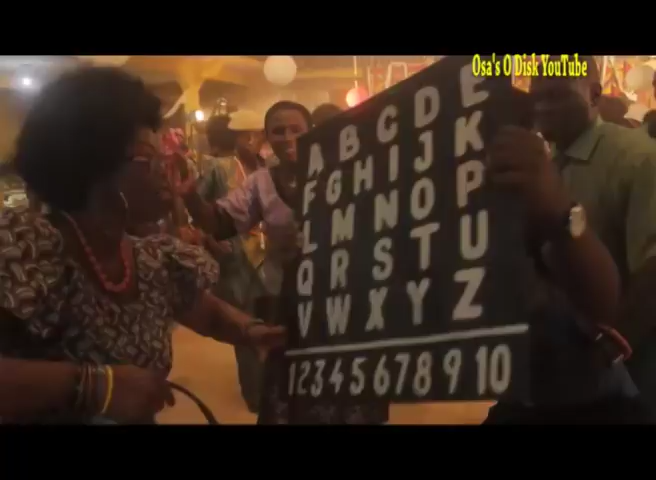 Osa's O Disk YouTube
A B C D E
F G H I J K
L M N O P
Q R S T U
V W X Y Z
1 2 3 4 5 6 7 8 9 10